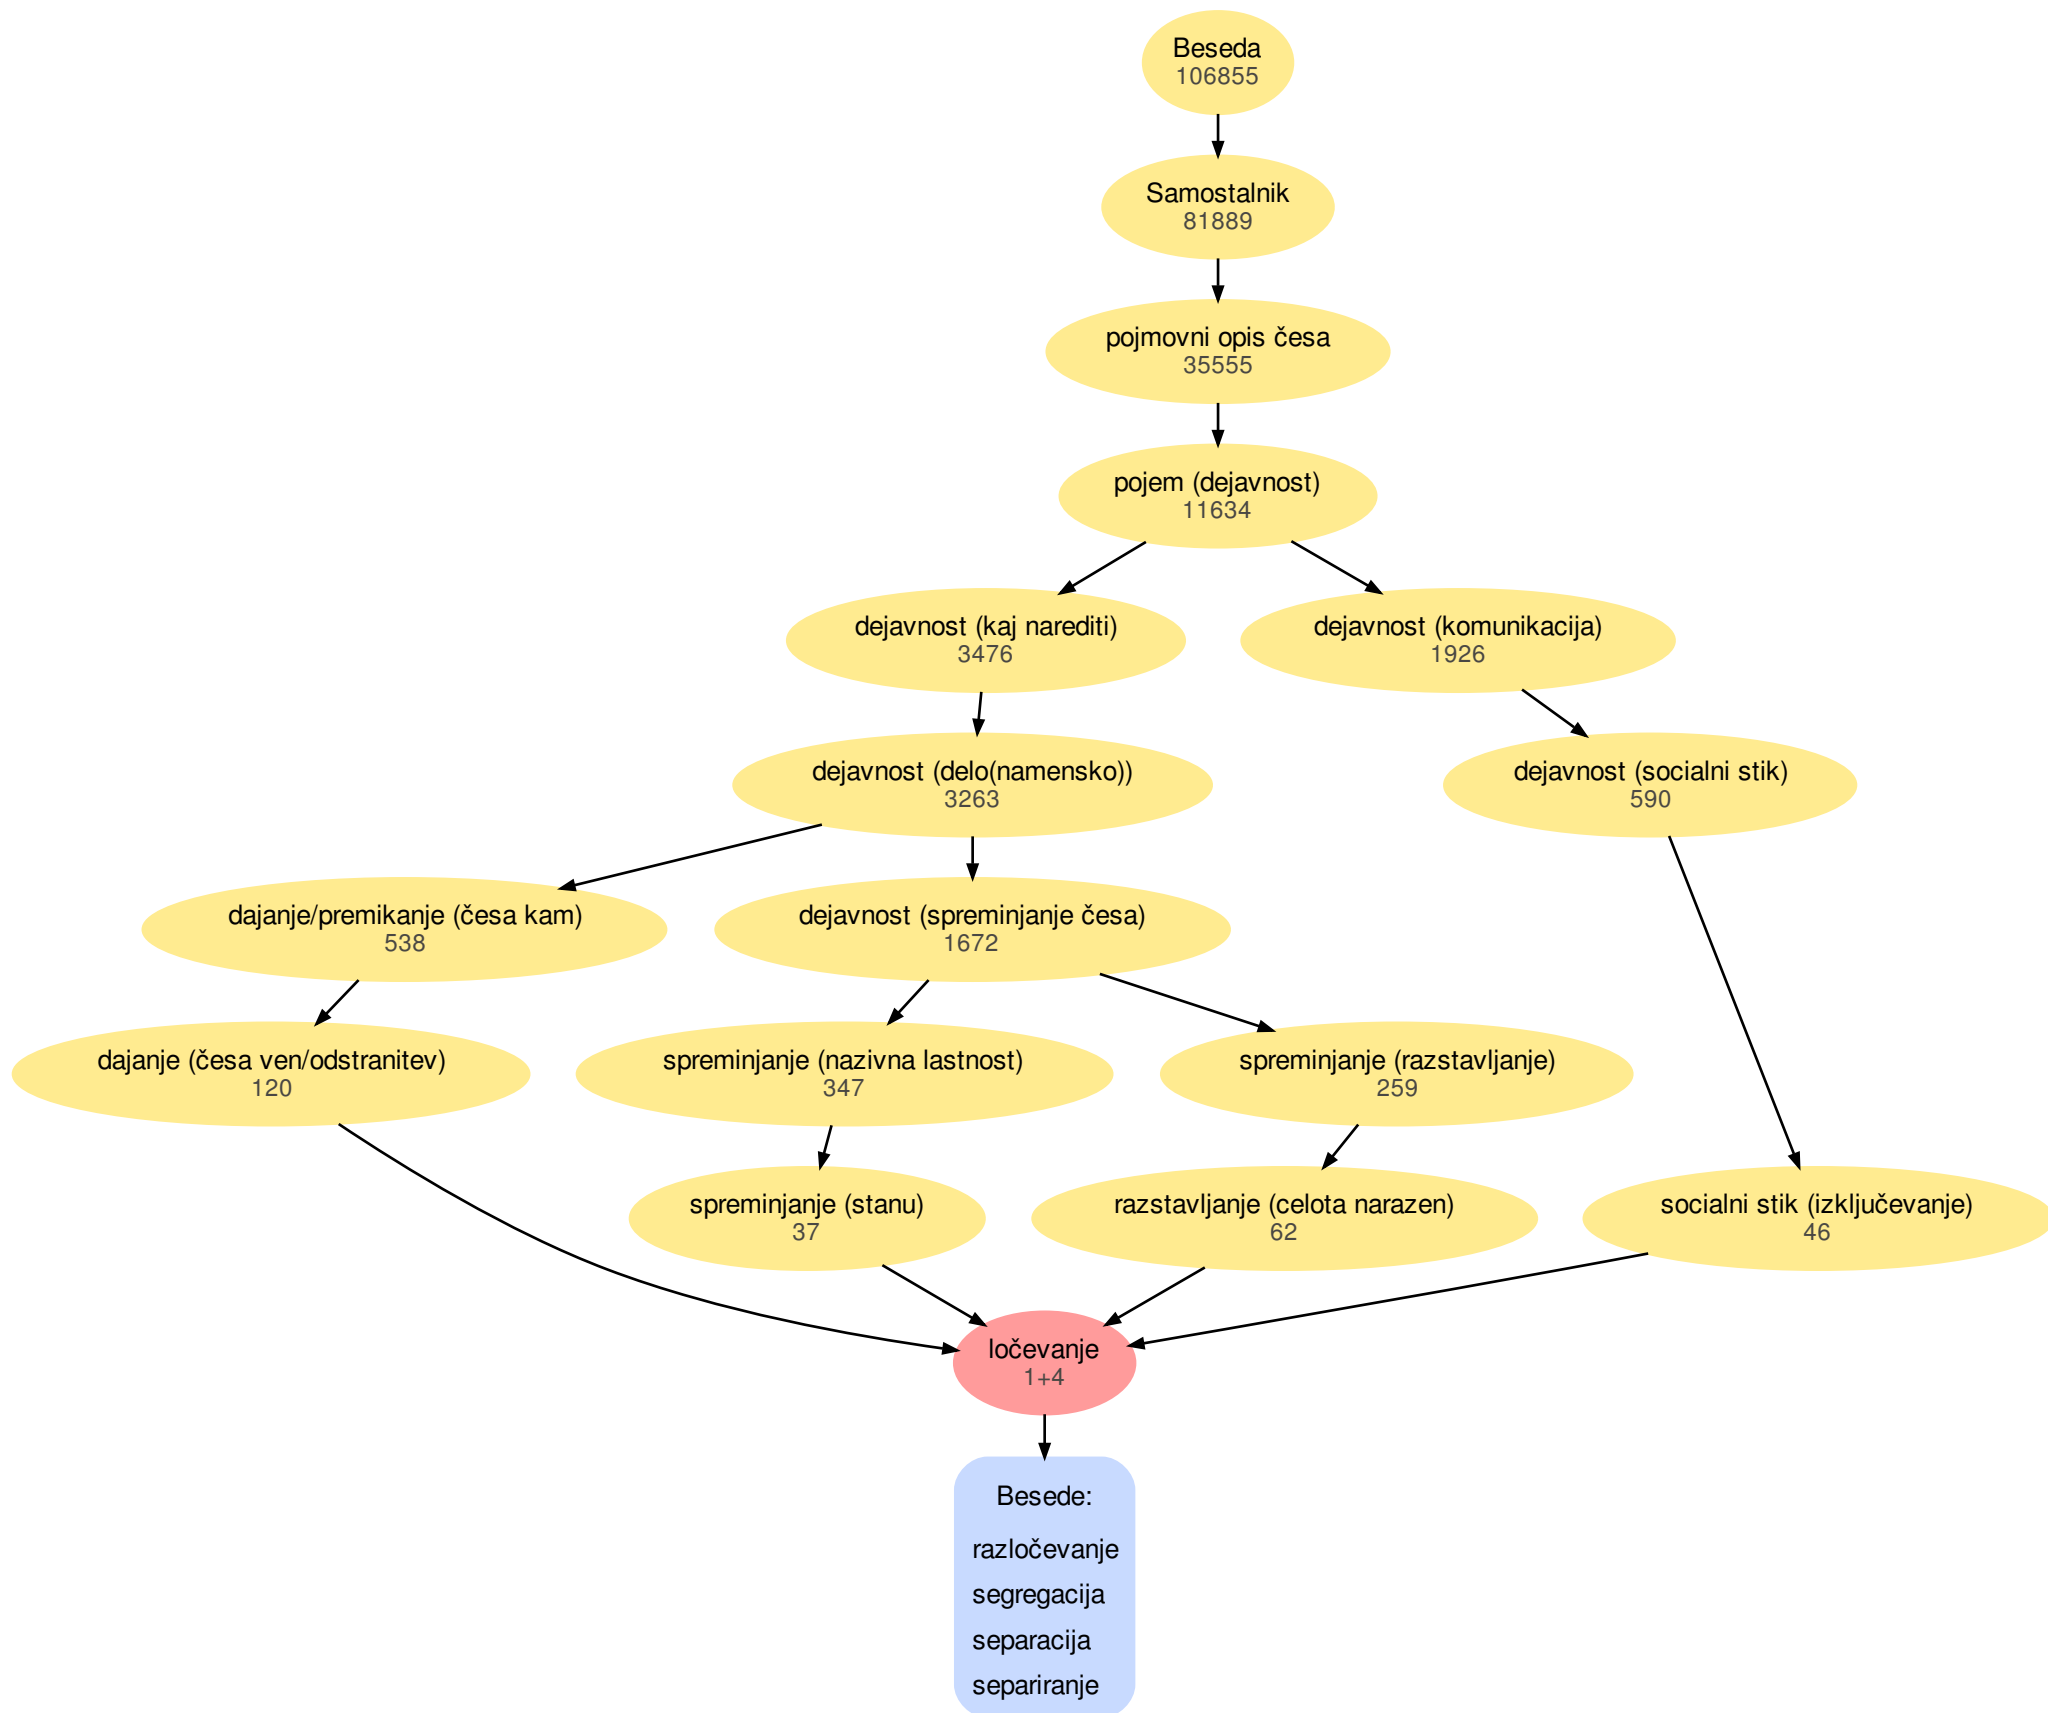 Beseda
106855
Samostalnik
81889
pojmovni opis česa
35555
pojem (dejavnost)
11634
dejavnost (kaj narediti)
3476
dejavnost (komunikacija)
1926
dejavnost (delo(namensko))
3263
dejavnost (socialni stik)
590
dajanje/premikanje (česa kam)
538
dejavnost (spreminjanje česa)
1672
dajanje (česa ven/odstranitev)
120
spreminjanje (nazivna lastnost)
347
spreminjanje (razstavljanje)
259
spreminjanje (stanu)
37
razstavljanje (celota narazen)
62
socialni stik (izključevanje)
46
ločevanje
1+4
Besede:
razločevanje
segregacija
separacija
separiranje